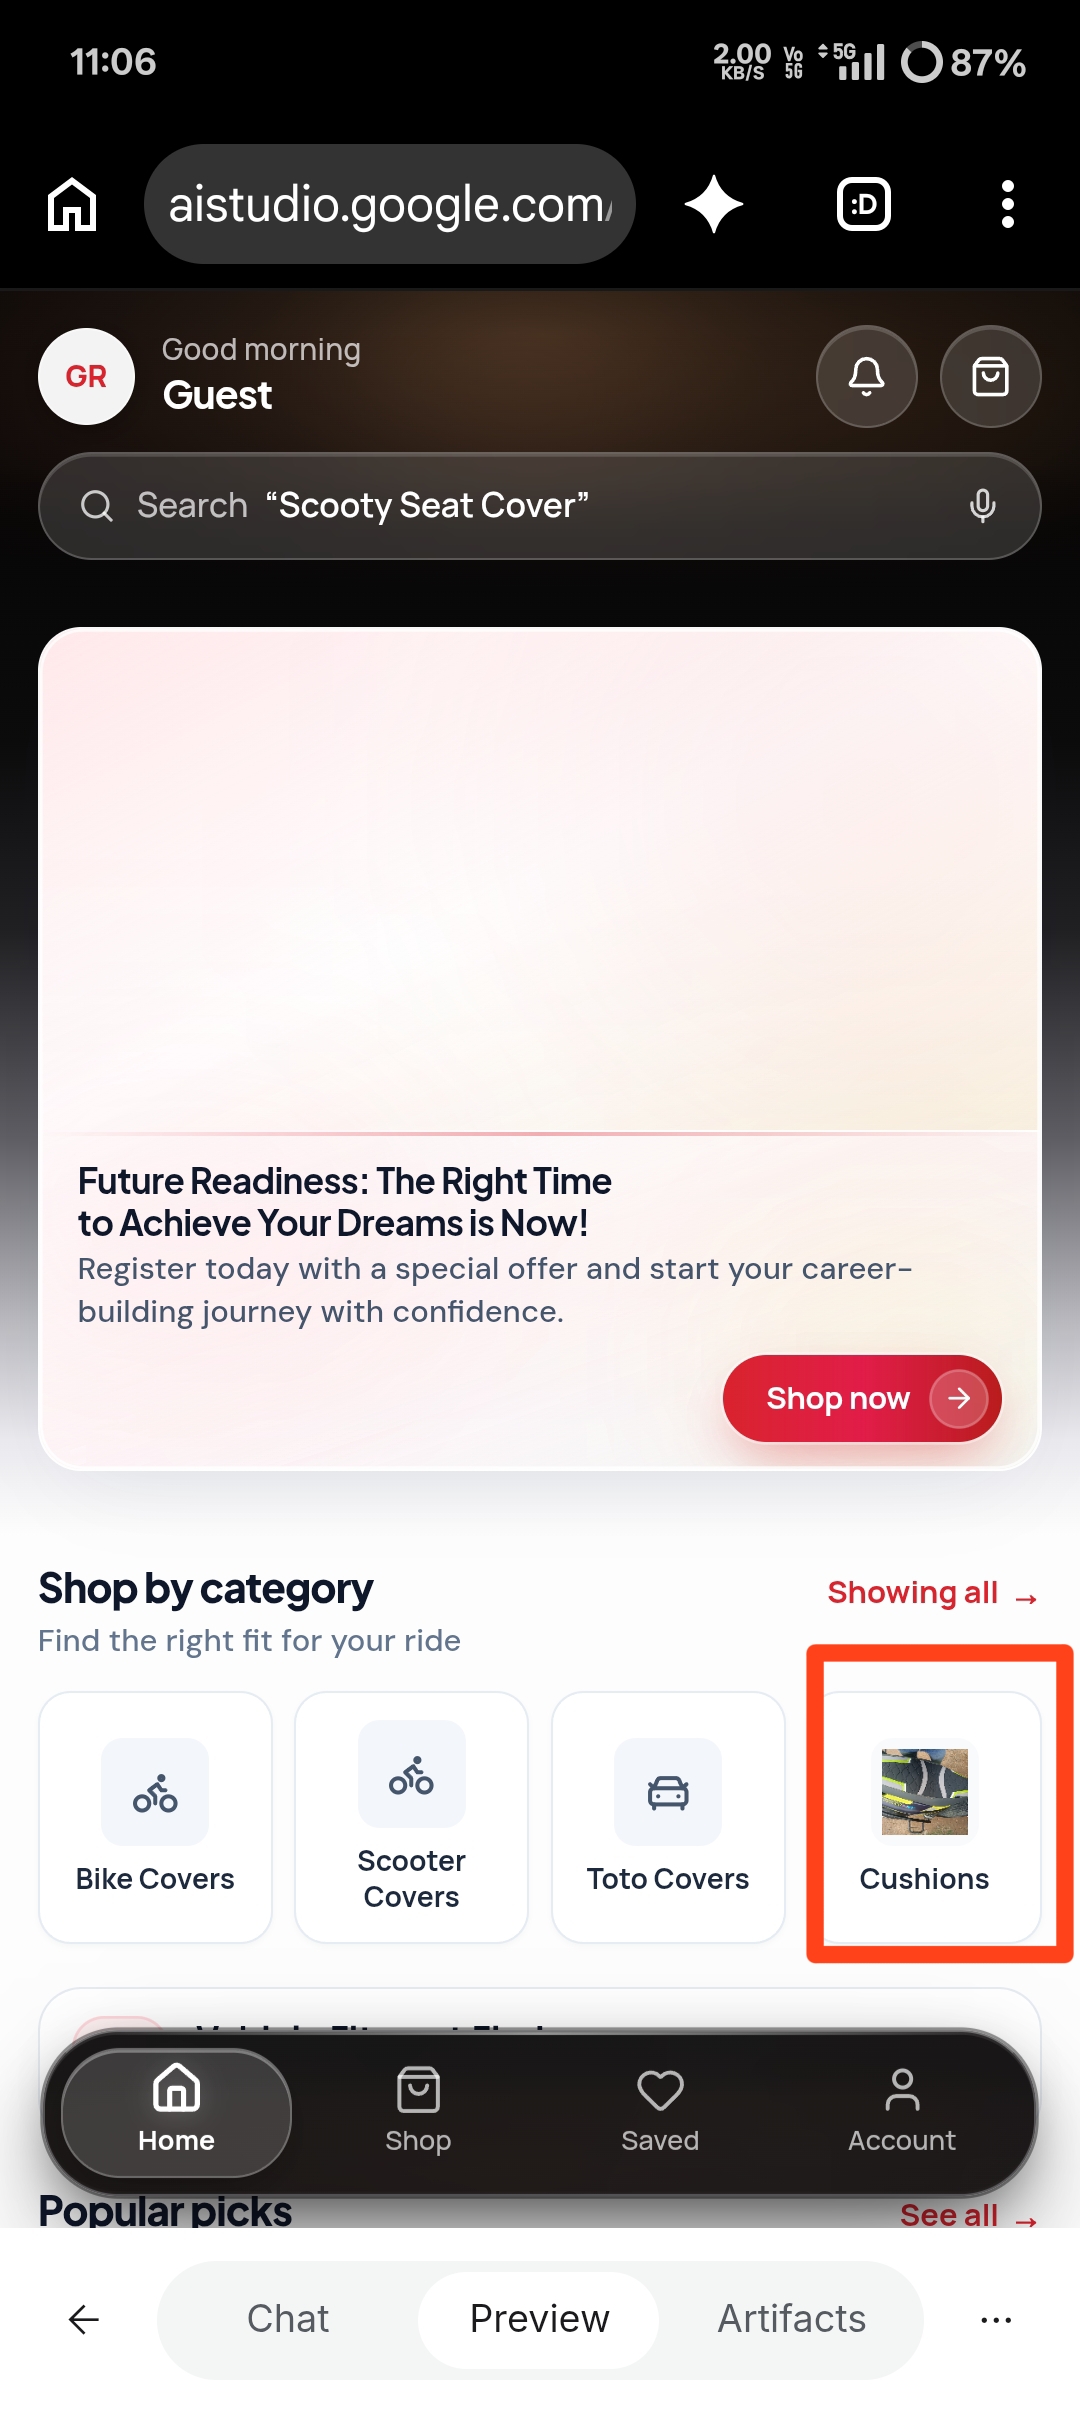 11:06
2.00
KB/S
Vo
5G
5G
87%
aistudio.google.com/
:D
GR
Good morning
Guest
Search “Scooty Seat Cover”
Future Readiness: The Right Time
to Achieve Your Dreams is Now!
Register today with a special offer and start your career-
building journey with confidence.
Shop now
Shop by category
Showing all →
Find the right fit for your ride
Bike Covers
Scooter
Covers
Toto Covers
Cushions
Home
Shop
Saved
Account
Popular picks
See all →
Chat
Preview
Artifacts